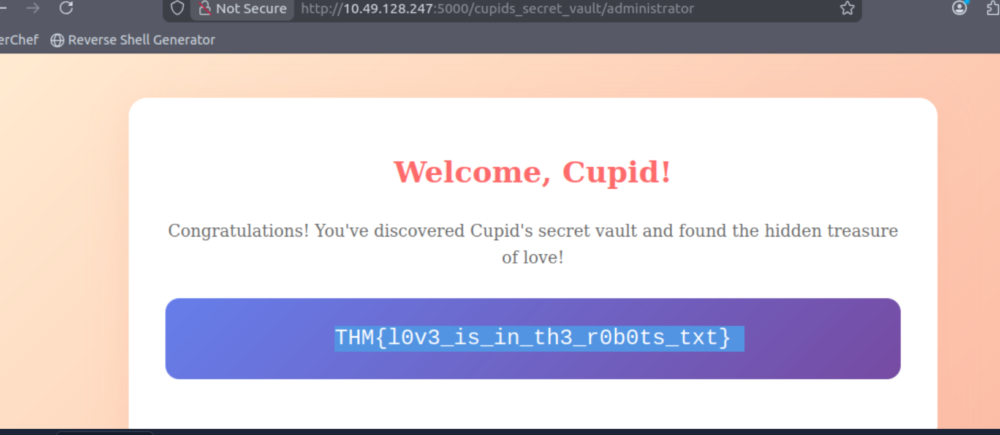 Not Secure http://10.49.128.247:5000/cupids_secret_vault/administrator
erChef Reverse Shell Generator
Welcome, Cupid!
Congratulations! You've discovered Cupid's secret vault and found the hidden treasure
of love!
THM{l0v3_is_in_th3_r0b0ts_txt}